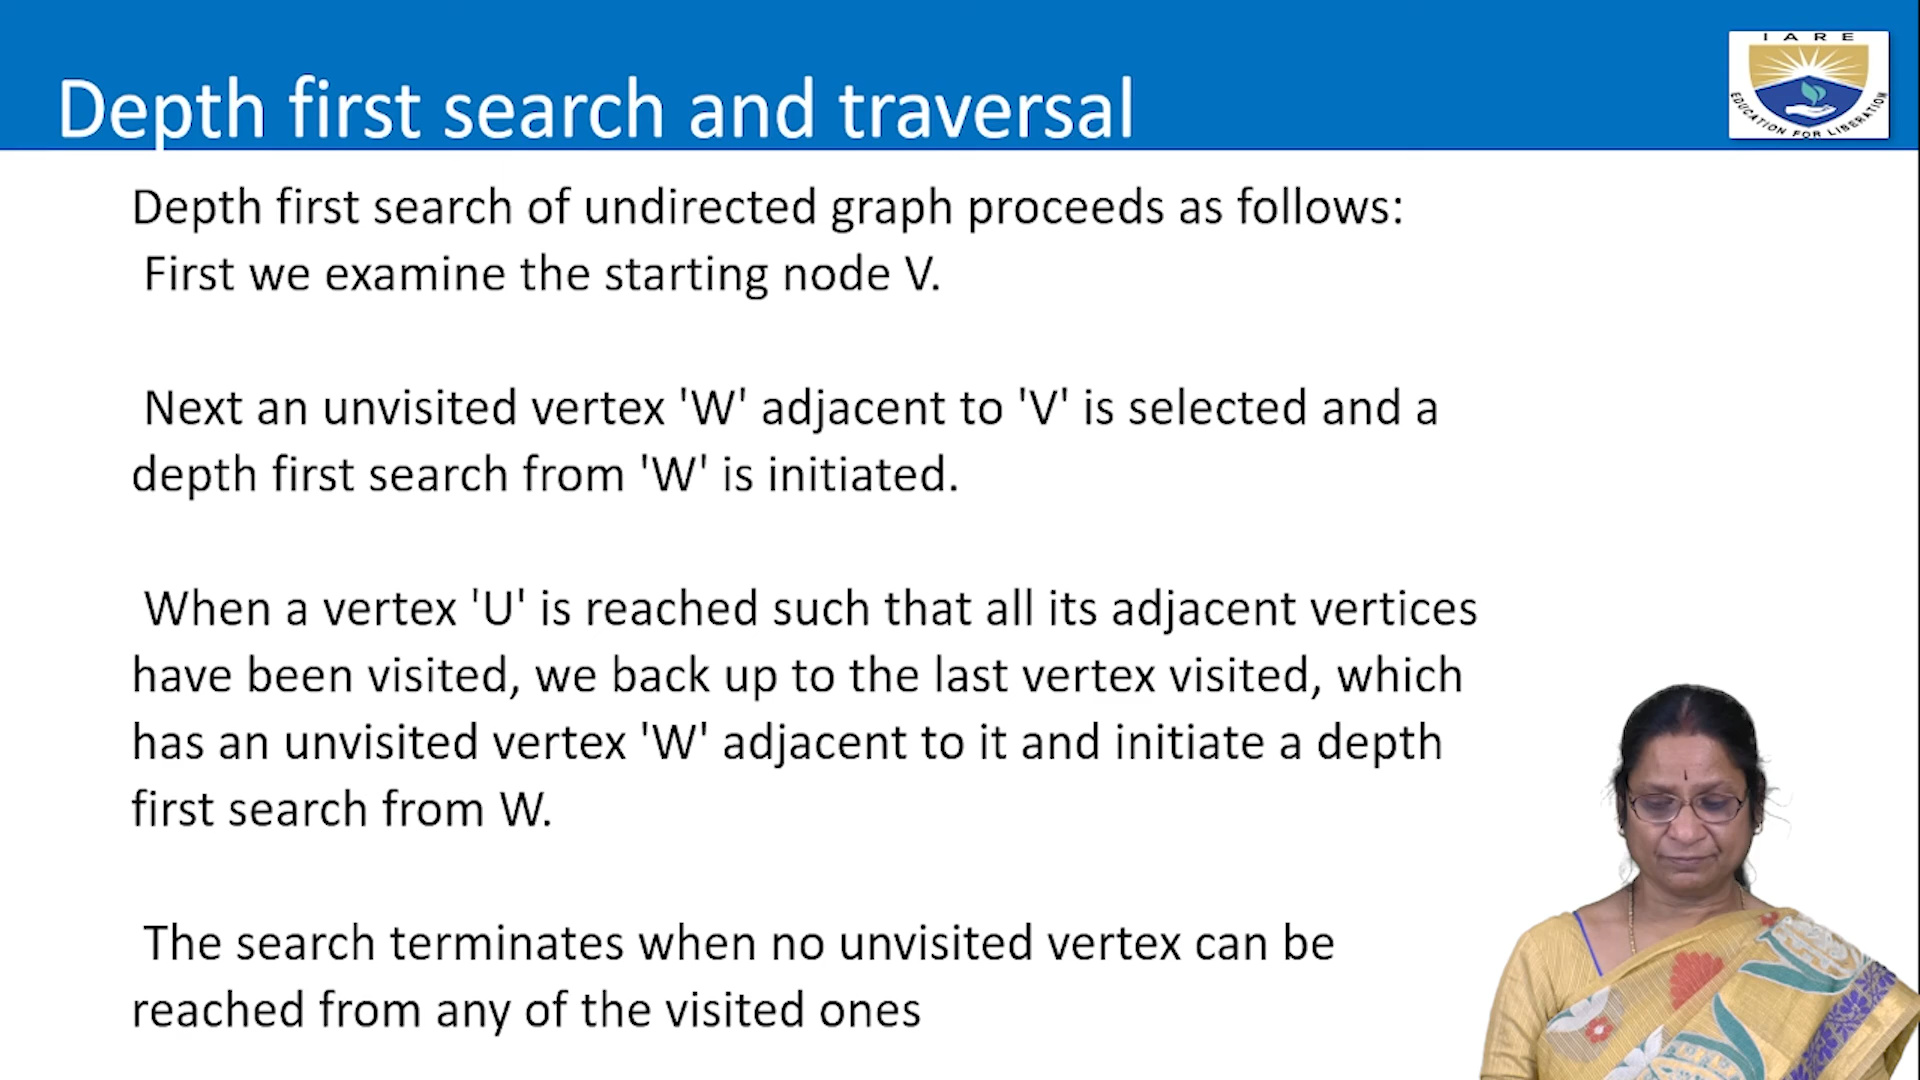 Depth first search and traversal
IARE
EDUCATION FOR LIBERATION
Depth first search of undirected graph proceeds as follows:
First we examine the starting node V.
Next an unvisited vertex 'W' adjacent to 'V' is selected and a
depth first search from 'W' is initiated.
When a vertex 'U' is reached such that all its adjacent vertices
have been visited, we back up to the last vertex visited, which
has an unvisited vertex 'W' adjacent to it and initiate a depth
first search from W.
The search terminates when no unvisited vertex can be
reached from any of the visited ones